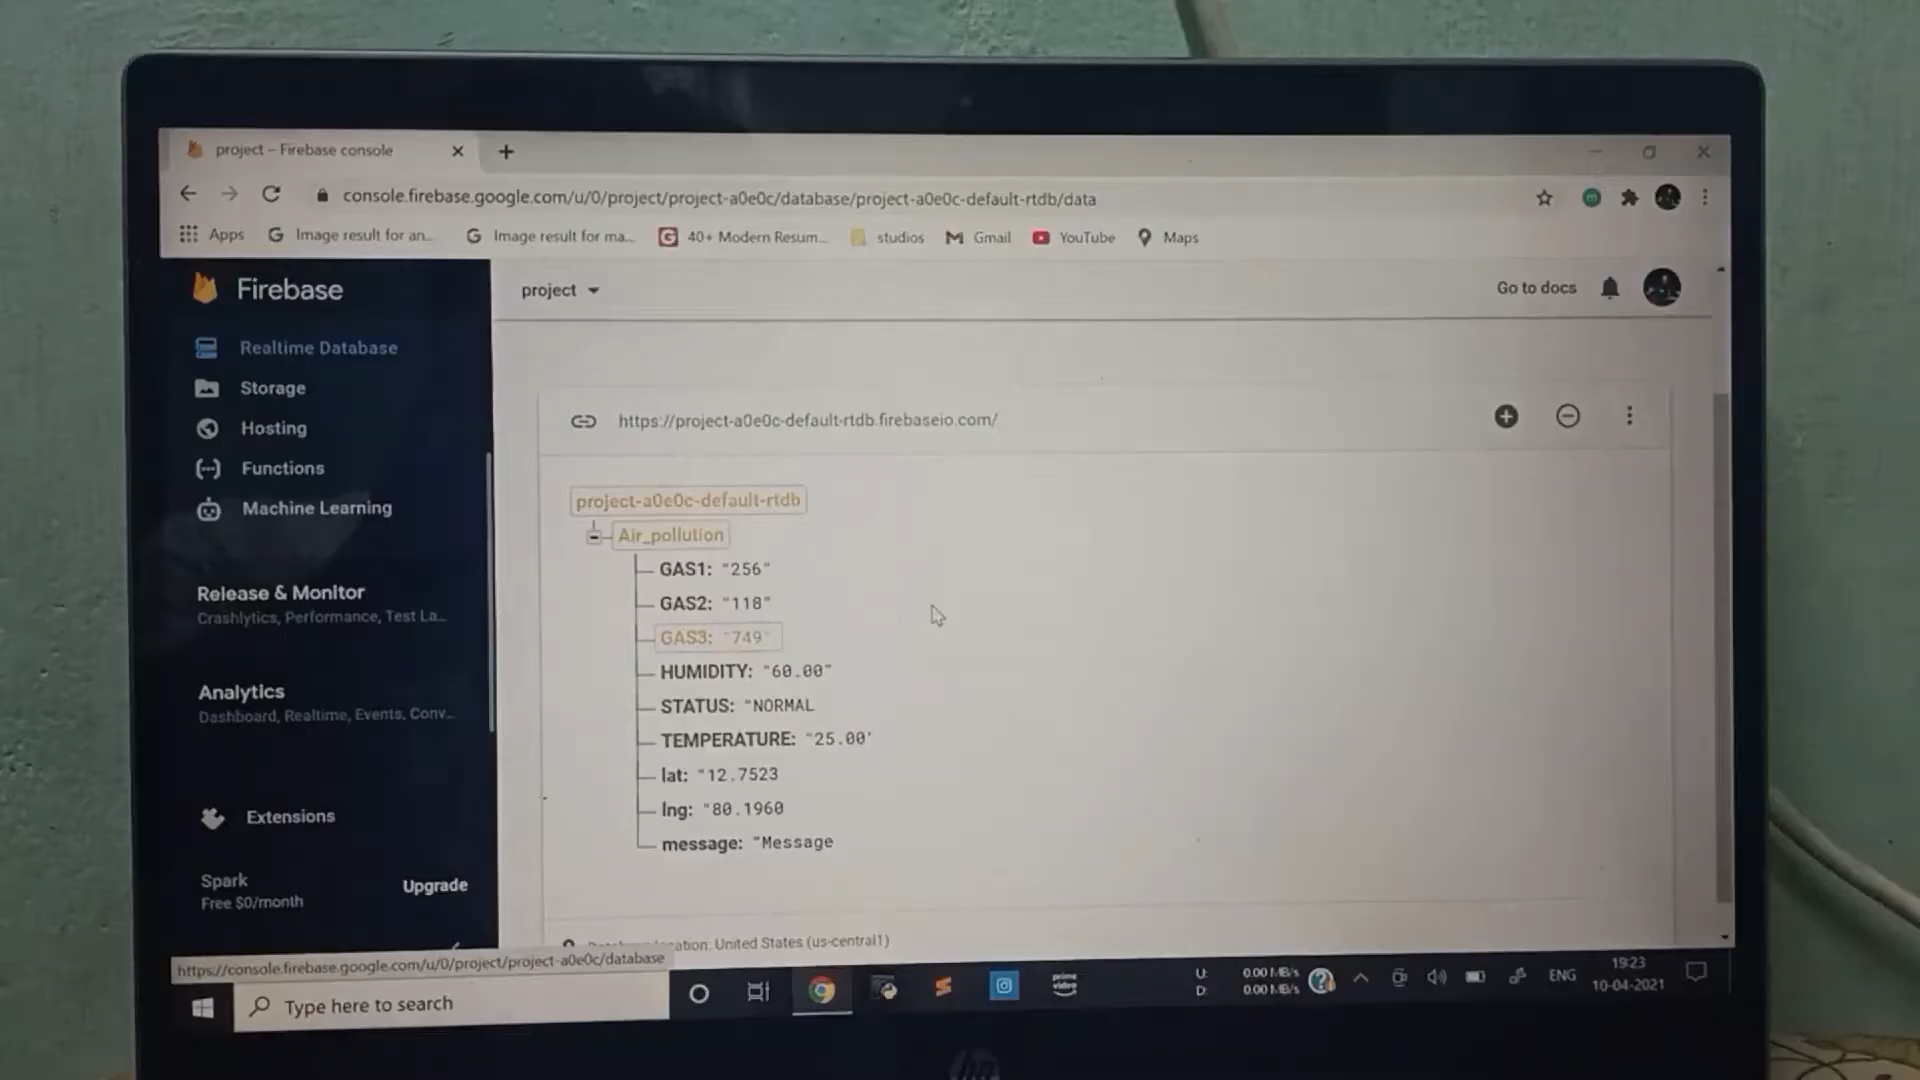 project – Firebase console
console.firebase.google.com/u/0/project/project-a0e0c/database/project-a0e0c-default-rtdb/data
Apps Image result for an... Image result for ma... 40+ Modern Resum... studios Gmail YouTube Maps
Firebase
project
Go to docs
Realtime Database
Storage
Hosting
Functions
Machine Learning
Release & Monitor
Crashlytics, Performance, Test La...
Analytics
Dashboard, Realtime, Events, Conv...
Extensions
Spark
Free $0/month
Upgrade
https://project-a0e0c-default-rtdb.firebaseio.com/
project-a0e0c-default-rtdb
Air_pollution
GAS1: "256"
GAS2: "118"
GAS3: "749"
HUMIDITY: "60.00"
STATUS: "NORMAL
TEMPERATURE: "25.00'
lat: "12.7523
lng: "80.1960
message: "Message
location: United States (us-central1)
https://console.firebase.google.com/u/0/project/project-a0e0c/database
Type here to search
prime video
U: 0.00 MB/s
D: 0.00 MB/s
ENG
19:23
10-04-2021
hp